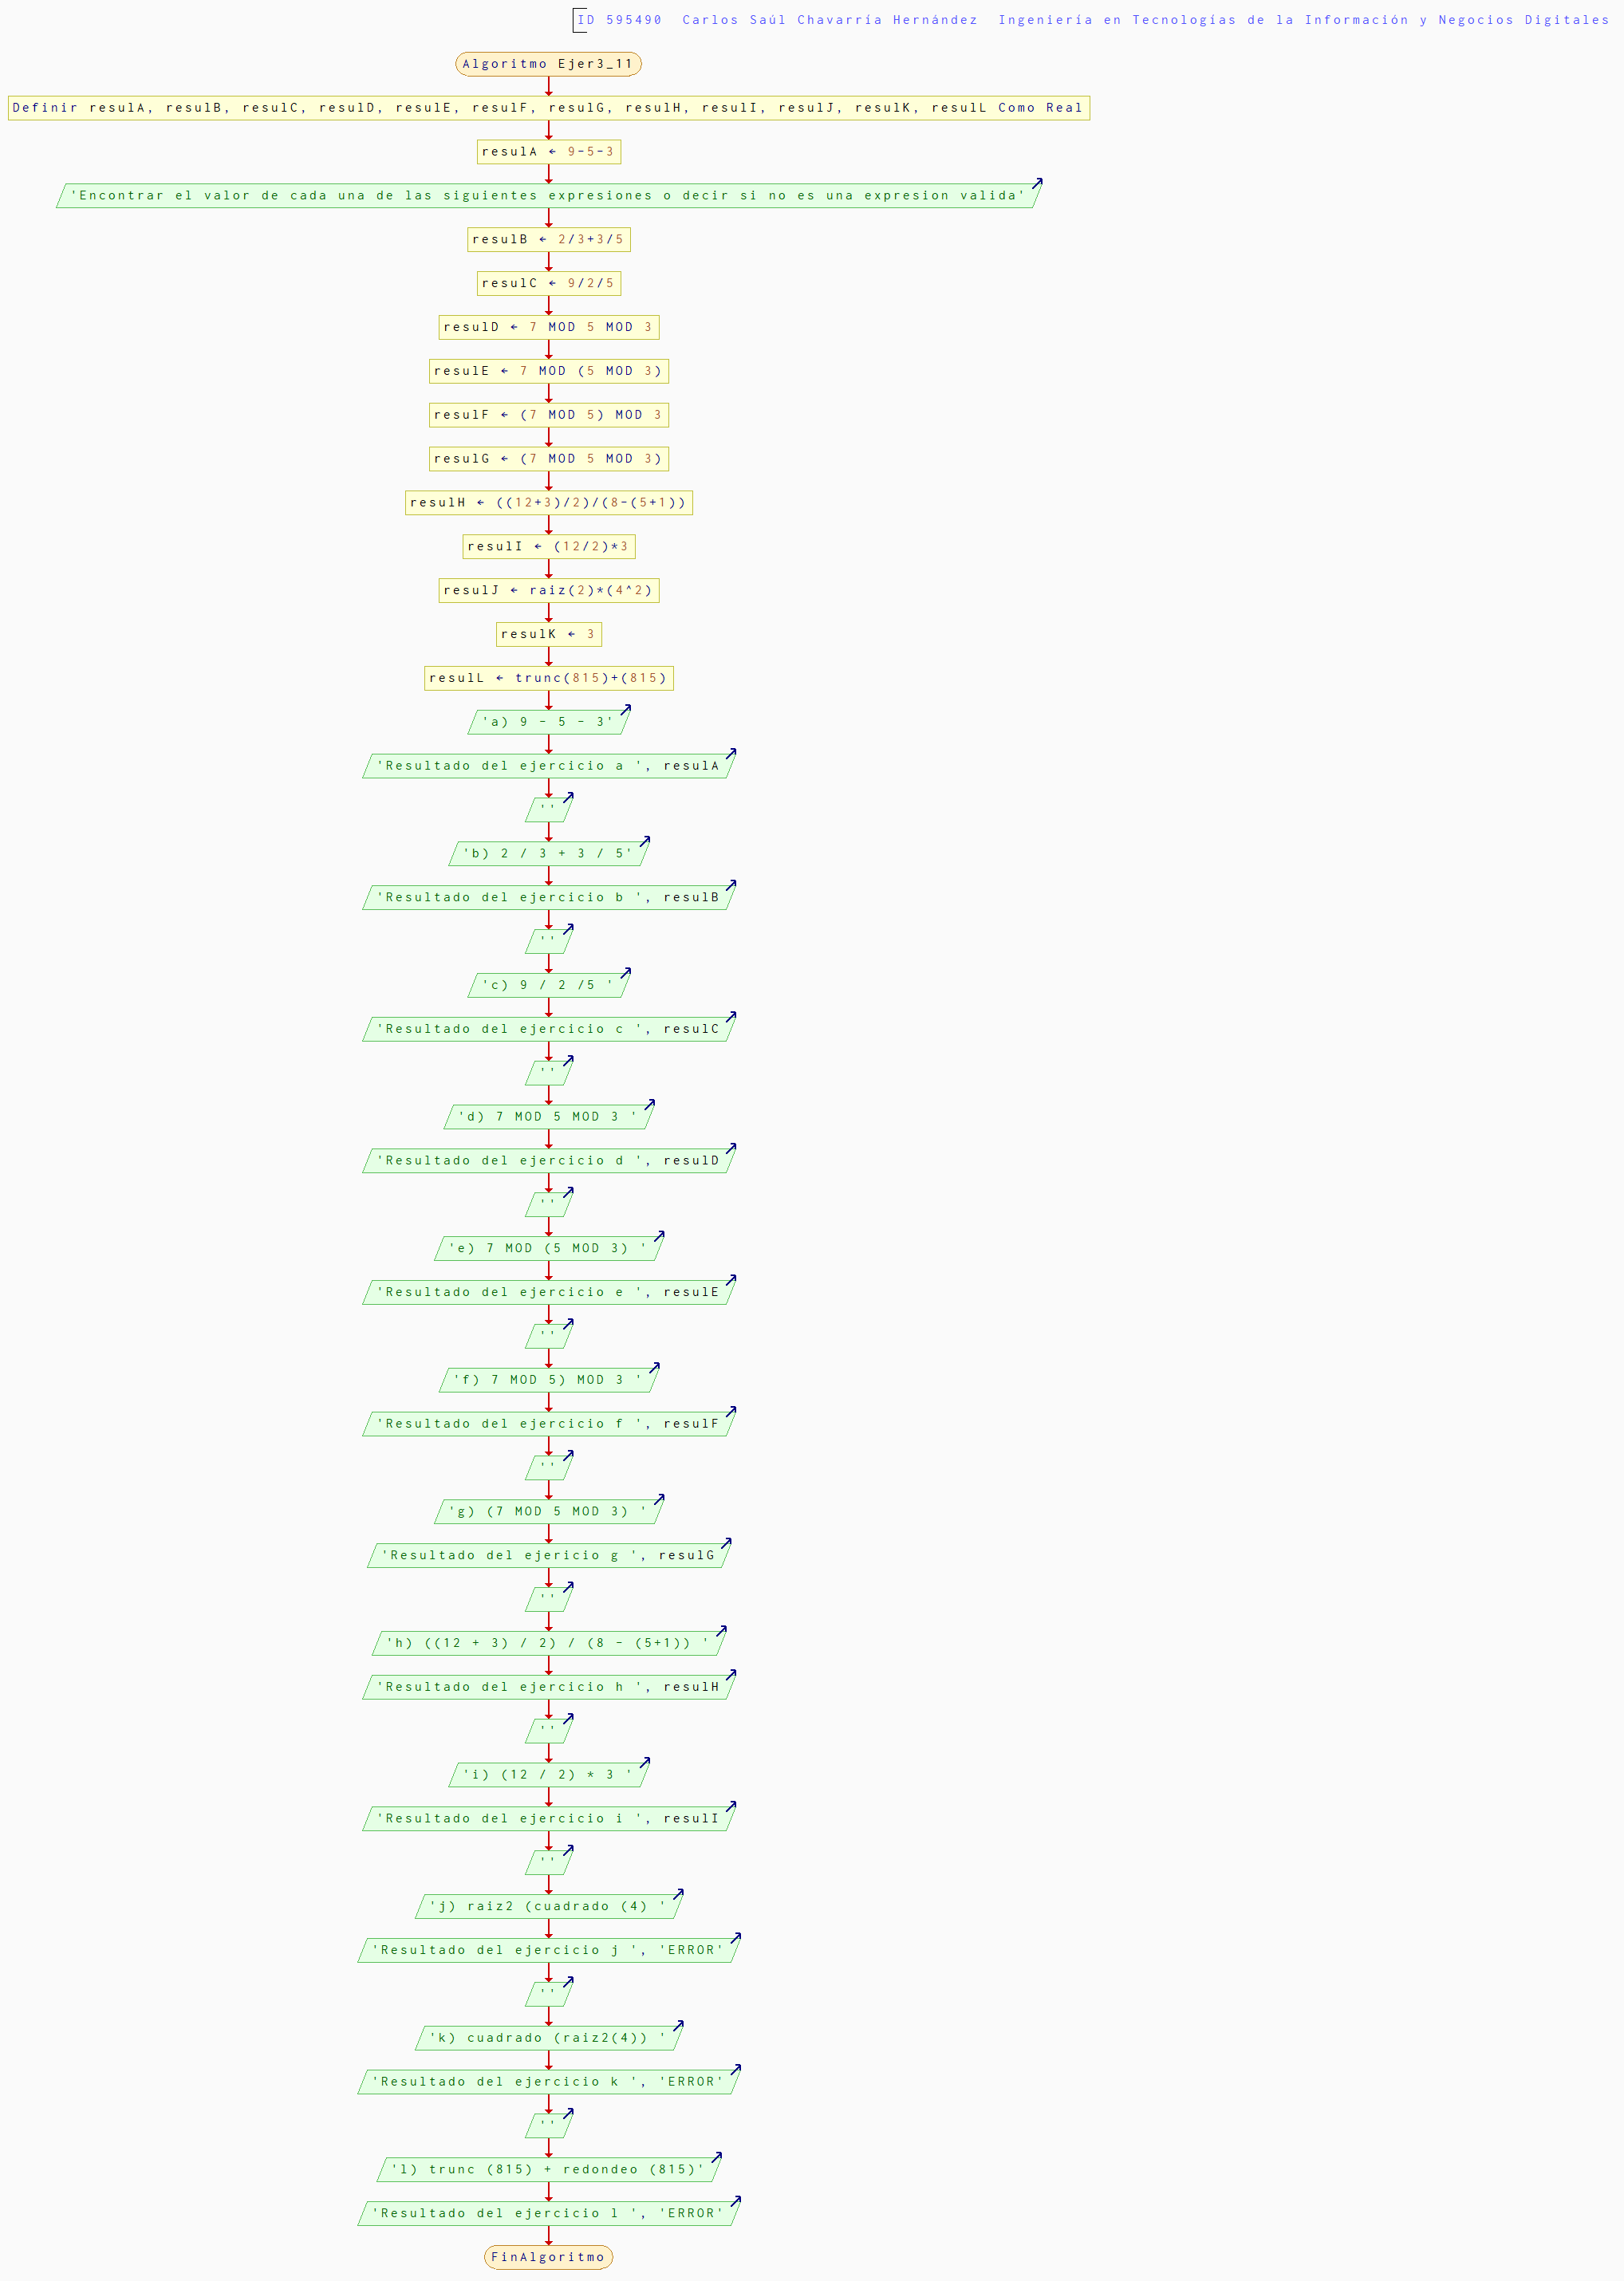 ID 595490  Carlos Saúl Chavarría Hernández  Ingeniería en Tecnologías de la Información y Negocios Digitales
Algoritmo Ejer3_11
Definir resulA, resulB, resulC, resulD, resulE, resulF, resulG, resulH, resulI, resulJ, resulK, resulL Como Real
resulA ← 9-5-3
'Encontrar el valor de cada una de las siguientes expresiones o decir si no es una expresion valida'
resulB ← 2/3+3/5
resulC ← 9/2/5
resulD ← 7 MOD 5 MOD 3
resulE ← 7 MOD (5 MOD 3)
resulF ← (7 MOD 5) MOD 3
resulG ← (7 MOD 5 MOD 3)
resulH ← ((12+3)/2)/(8-(5+1))
resulI ← (12/2)*3
resulJ ← raiz(2)*(4^2)
resulK ← 3
resulL ← trunc(815)+(815)
'a) 9 - 5 - 3'
'Resultado del ejercicio a ', resulA
''
'b) 2 / 3 + 3 / 5'
'Resultado del ejercicio b ', resulB
''
'c) 9 / 2 /5 '
'Resultado del ejercicio c ', resulC
''
'd) 7 MOD 5 MOD 3 '
'Resultado del ejercicio d ', resulD
''
'e) 7 MOD (5 MOD 3) '
'Resultado del ejercicio e ', resulE
''
'f) 7 MOD 5) MOD 3 '
'Resultado del ejercicio f ', resulF
''
'g) (7 MOD 5 MOD 3) '
'Resultado del ejericio g ', resulG
''
'h) ((12 + 3) / 2) / (8 - (5+1)) '
'Resultado del ejercicio h ', resulH
''
'i) (12 / 2) * 3 '
'Resultado del ejercicio i ', resulI
''
'j) raiz2 (cuadrado (4) '
'Resultado del ejercicio j ', 'ERROR'
''
'k) cuadrado (raiz2(4)) '
'Resultado del ejercicio k ', 'ERROR'
''
'l) trunc (815) + redondeo (815)'
'Resultado del ejercicio l ', 'ERROR'
FinAlgoritmo